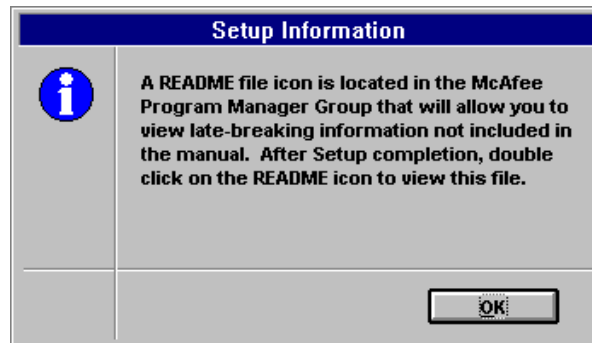 Setup Information
A README file icon is located in the McAfee
Program Manager Group that will allow you to
view late-breaking information not included in
the manual.  After Setup completion, double
click on the README icon to view this file.
OK